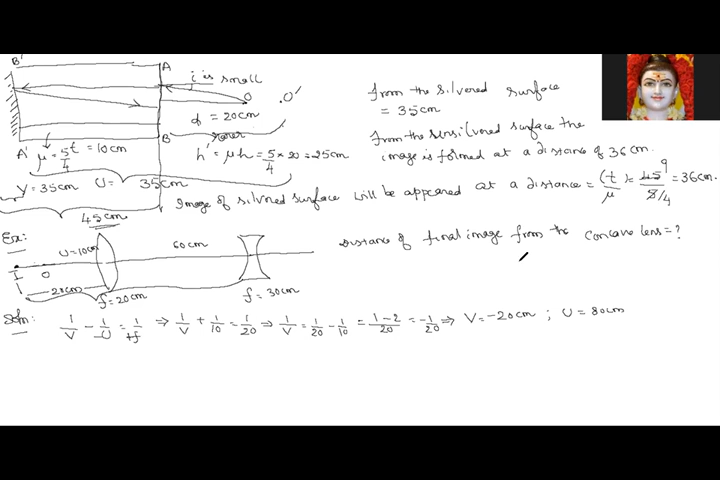 B' A i is small
O O'
d = 20cm
from the silvered surface
= 35cm
A' μ = 5/4 t = 10cm B
h' = μh = 5/4 × 20 = 25cm
from the unsilvered surface the
image is formed at a distance of 36cm.
V = 35cm U = 35cm
Image of silvered surface will be appeared at a distance = (t/μ) = 45 9/5/4 = 36cm.
45cm
Ex:
U=10cm 60cm
Distance of final image from the concave lens = ?
I O
20cm
f=20cm f=30cm
Soln: 1/V - 1/-U = 1/+f ⇒ 1/V + 1/10 = 1/20 ⇒ 1/V = 1/20 - 1/10 = 1-2/20 = -1/20 ⇒ V=-20cm ; U = 80cm